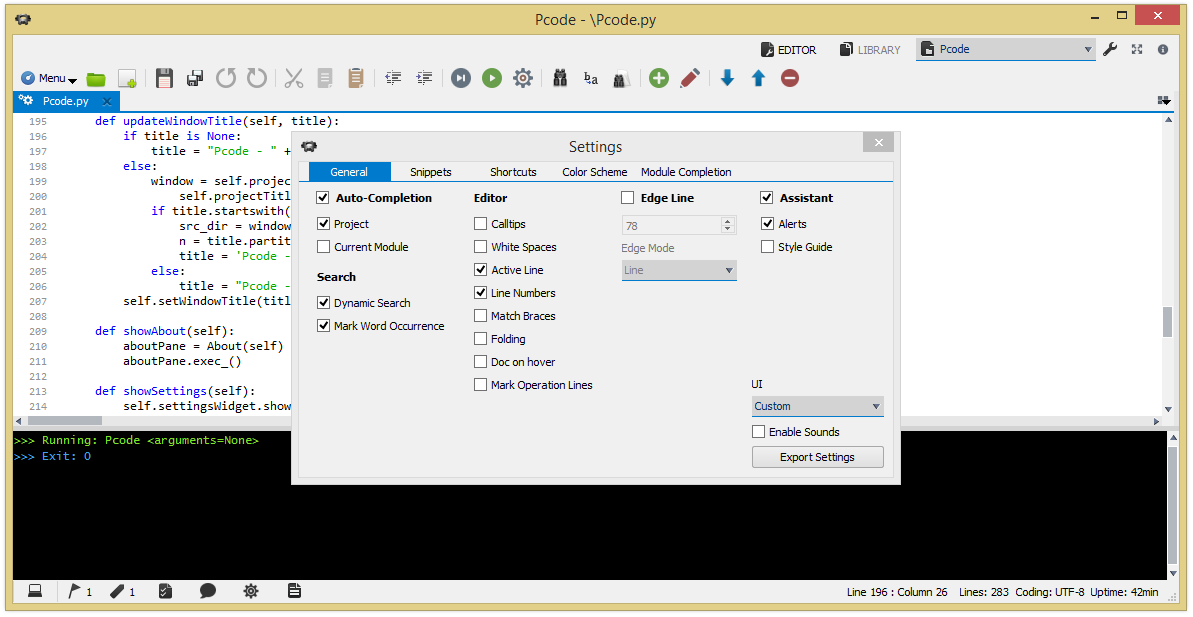 Pcode - \Pcode.py
EDITOR LIBRARY Pcode
Menu
b a
Pcode.py
195 def updateWindowTitle(self, title):
196 if title is None:
197 title = "Pcode - " +
198 else:
199 window = self.projec
200 self.projectTitl
201 if title.startswith(
202 src_dir = window
203 n = title.partit
204 title = 'Pcode -
205 else:
206 title = "Pcode -
207 self.setWindowTitle(titl
208
209 def showAbout(self):
210 aboutPane = About(self)
211 aboutPane.exec_()
212
213 def showSettings(self):
214 self.settingsWidget.show
Settings
General Snippets Shortcuts Color Scheme Module Completion
Auto-Completion
Project
Current Module
Search
Dynamic Search
Mark Word Occurrence
Editor
Calltips
White Spaces
Active Line
Line Numbers
Match Braces
Folding
Doc on hover
Mark Operation Lines
Edge Line
78
Edge Mode
Line
Assistant
Alerts
Style Guide
UI
Custom
Enable Sounds
Export Settings
>>> Running: Pcode <arguments=None>
>>> Exit: 0
1 1
Line 196 : Column 26 Lines: 283 Coding: UTF-8 Uptime: 42min